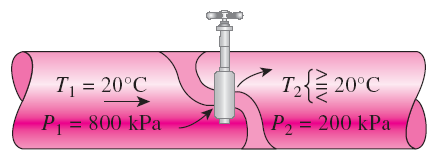 T₁ = 20°C
T₂ { > = < 20°C
P₁ = 800 kPa
P₂ = 200 kPa